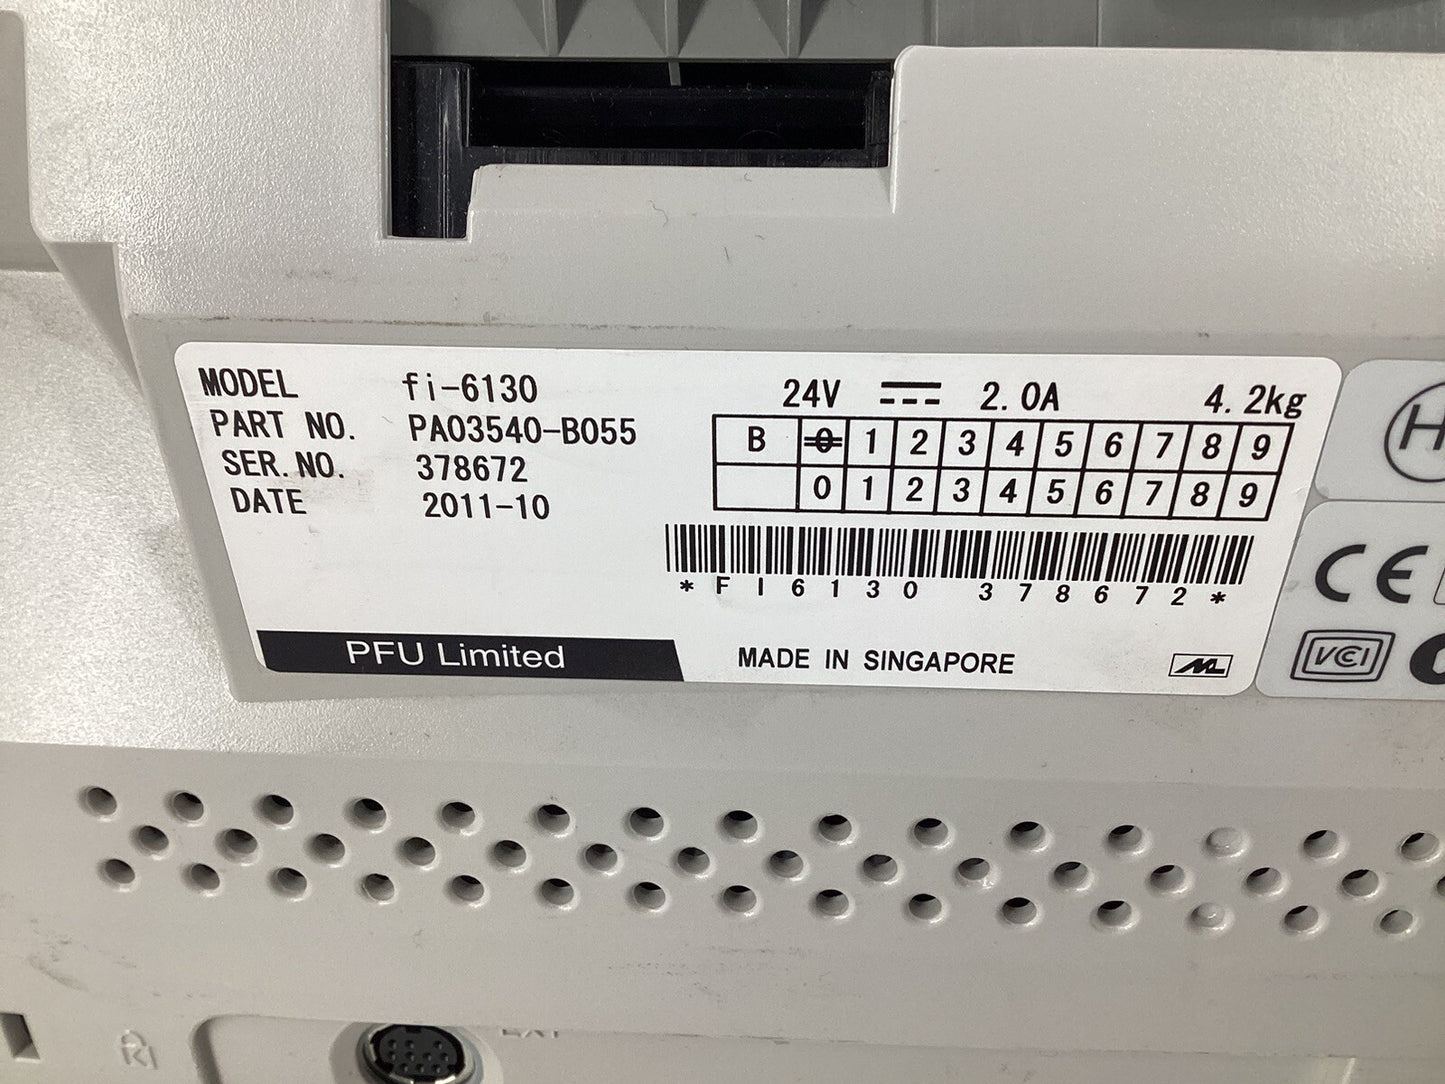 MODEL fi-6130
PART NO. PA03540-B055
SER.NO. 378672
DATE 2011-10
24V 2.0A 4.2kg
B 0 1 2 3 4 5 6 7 8 9
0 1 2 3 4 5 6 7 8 9
*FI6130 378672*
PFU Limited
MADE IN SINGAPORE
ML
H
CE
VCI
EXT